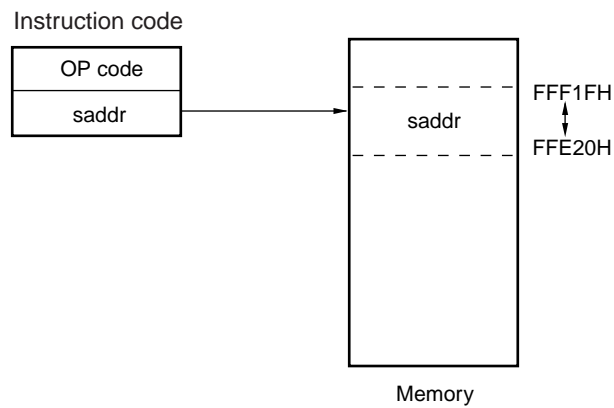 Instruction code
OP code
saddr
saddr
FFF1FH
FFE20H
Memory